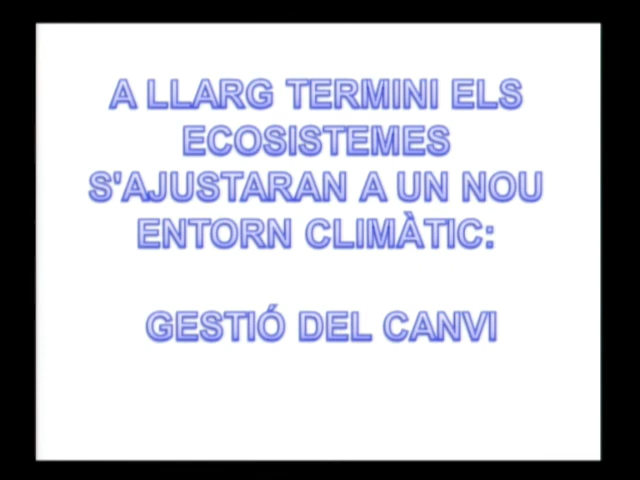 A LLARG TERMINI ELS
ECOSISTEMES
S'AJUSTARAN A UN NOU
ENTORN CLIMÀTIC:
GESTIÓ DEL CANVI